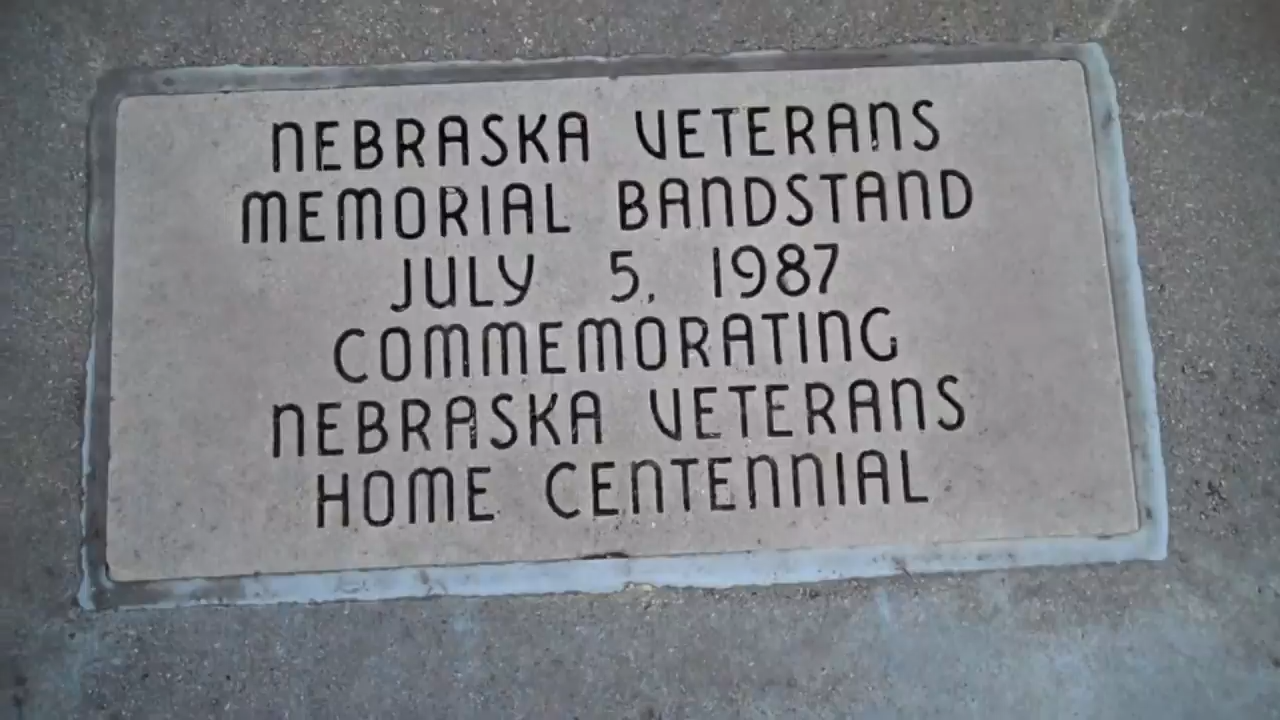 NEBRASKA VETERANS
MEMORIAL BANDSTAND
JULY 5, 1987
COMMEMORATING
NEBRASKA VETERANS
HOME CENTENNIAL